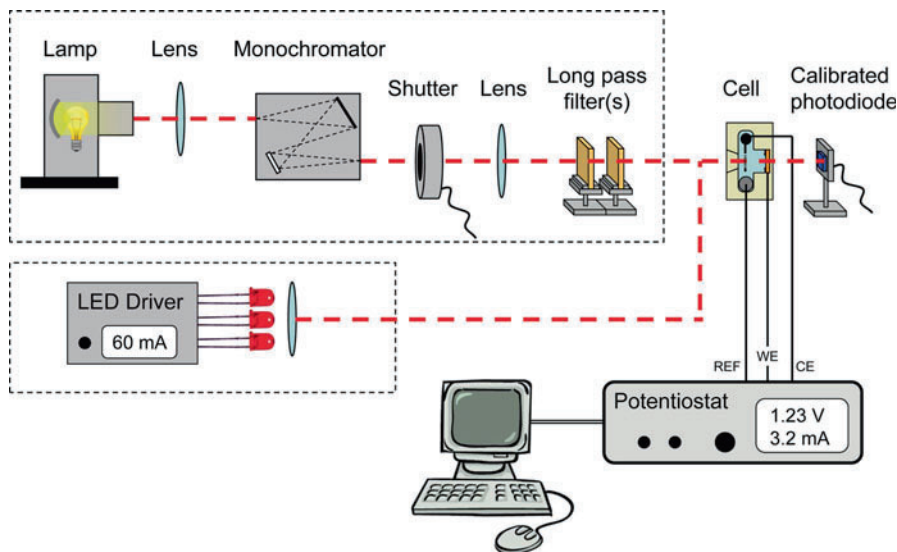 Lamp
Lens
Monochromator
Shutter
Lens
Long pass
filter(s)
Cell
Calibrated
photodiode
LED Driver
60 mA
REF
WE
CE
Potentiostat
1.23 V
3.2 mA